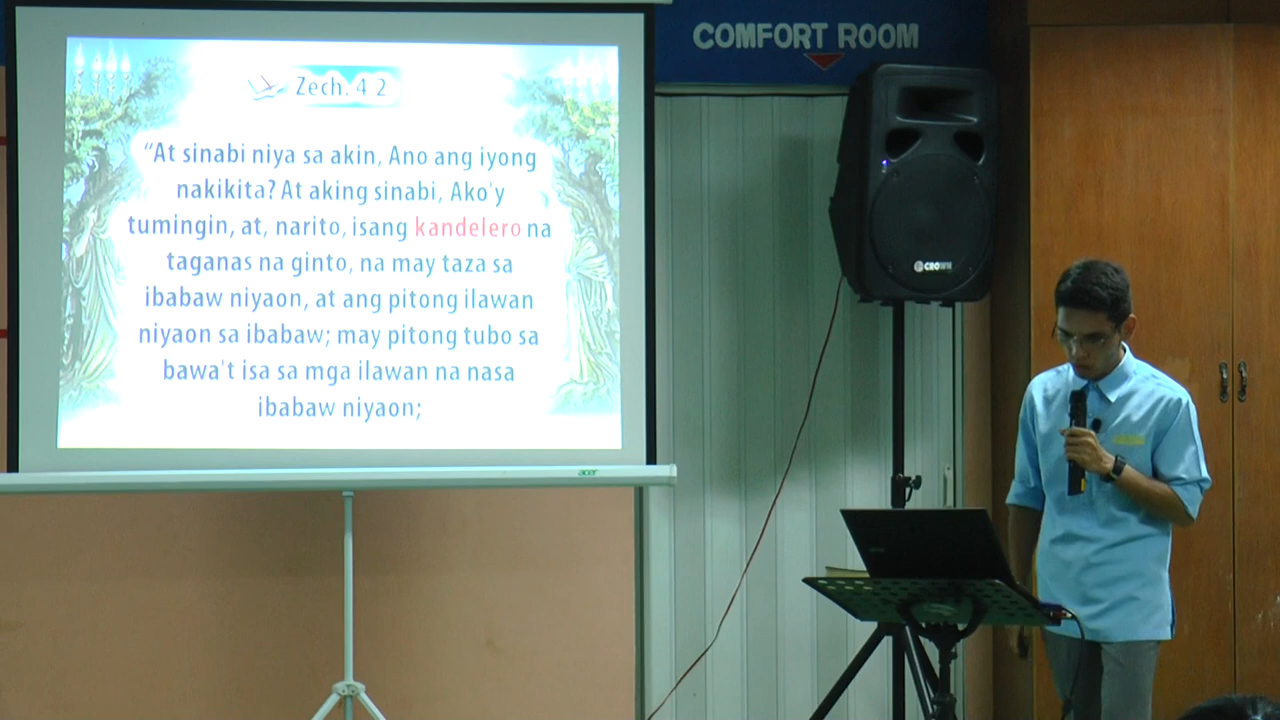 COMFORT ROOM
Zech. 4 2
“At sinabi niya sa akin, Ano ang iyong
nakikita? At aking sinabi, Ako'y
tumingin, at, narito, isang kandelero na
taganas na ginto, na may taza sa
ibabaw niyaon, at ang pitong ilawan
niyaon sa ibabaw; may pitong tubo sa
bawa't isa sa mga ilawan na nasa
ibabaw niyaon;
acer
CROWN